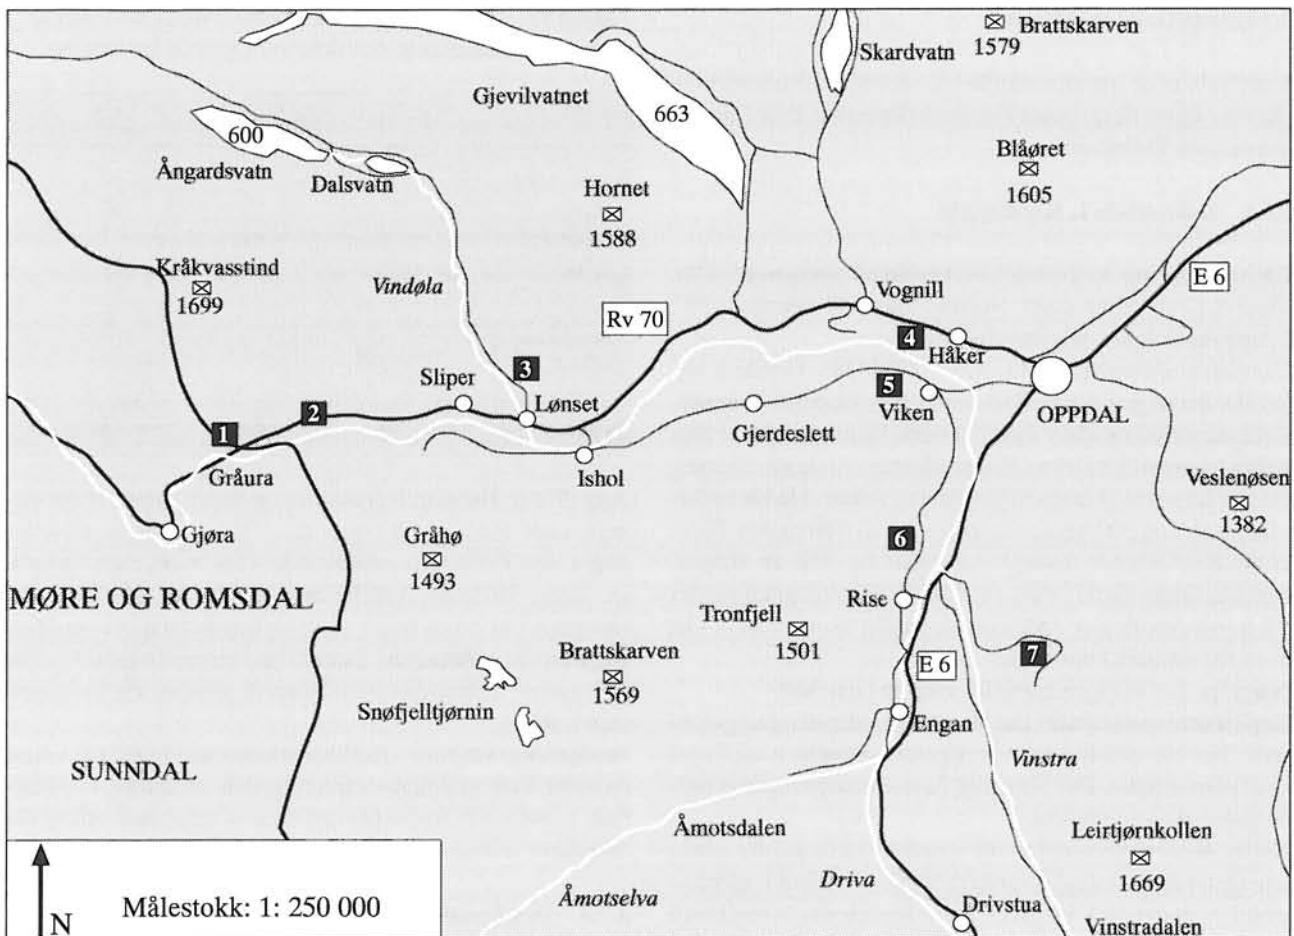 Brattskarven
1579
Skardvatn
Gjevilvatnet
663
600
Ångardsvatn
Dalsvatn
Blåøret
1605
Hornet
1588
Kråkvasstind
1699
Vindøla
E 6
Vognill
Rv 70
4
Håker
3
Sliper
Lønset
5
Viken
OPPDAL
2
Gjerdeslett
1
Gråura
Ishol
Veslenøsen
1382
Gjøra
Gråhø
1493
6
MØRE OG ROMSDAL
Rise
Tronfjell
1501
Brattskarven
1569
E 6
7
Snøfjelltjørnin
Engan
SUNNDAL
Vinstra
Åmotsdalen
Leirtjørnkollen
1669
Driva
Åmotselva
Drivstua
Vinstradalen
N
Målestokk: 1: 250 000